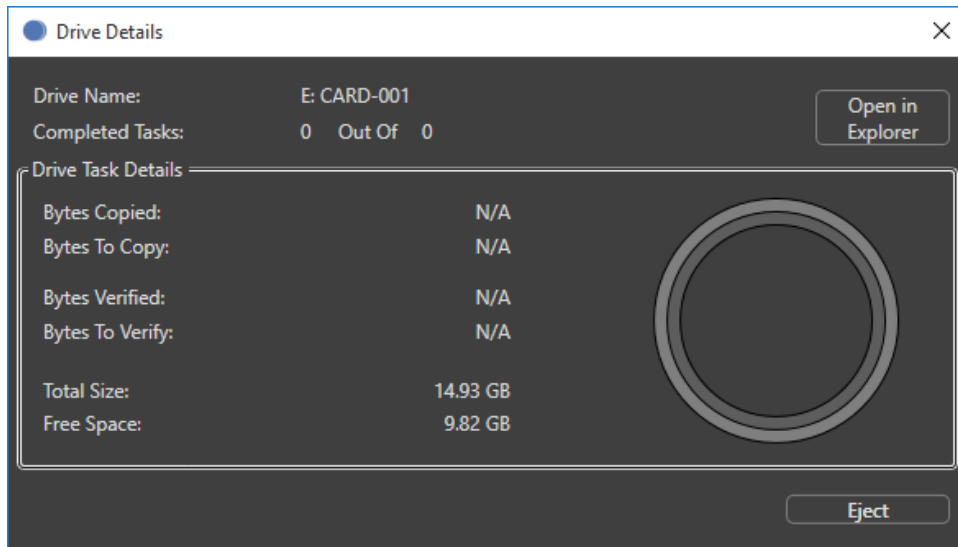 Drive Details
Drive Name: E: CARD-001
Completed Tasks: 0 Out Of 0
Open in
Explorer
Drive Task Details
Bytes Copied: N/A
Bytes To Copy: N/A
Bytes Verified: N/A
Bytes To Verify: N/A
Total Size: 14.93 GB
Free Space: 9.82 GB
Eject